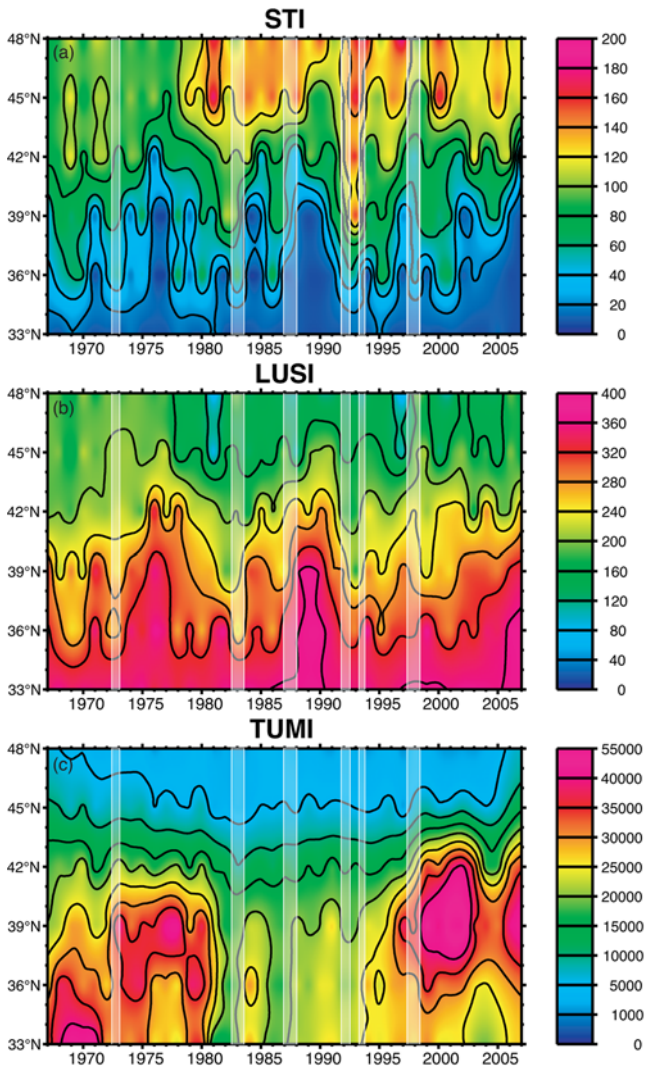 STI
(a)
48°N
45°N
42°N
39°N
36°N
33°N
1970 1975 1980 1985 1990 1995 2000 2005
200
180
160
140
120
100
80
60
40
20
0
LUSI
(b)
48°N
45°N
42°N
39°N
36°N
33°N
1970 1975 1980 1985 1990 1995 2000 2005
400
360
320
280
240
200
160
120
80
40
0
TUMI
(c)
48°N
45°N
42°N
39°N
36°N
33°N
1970 1975 1980 1985 1990 1995 2000 2005
55000
40000
35000
30000
25000
20000
15000
10000
5000
1000
0